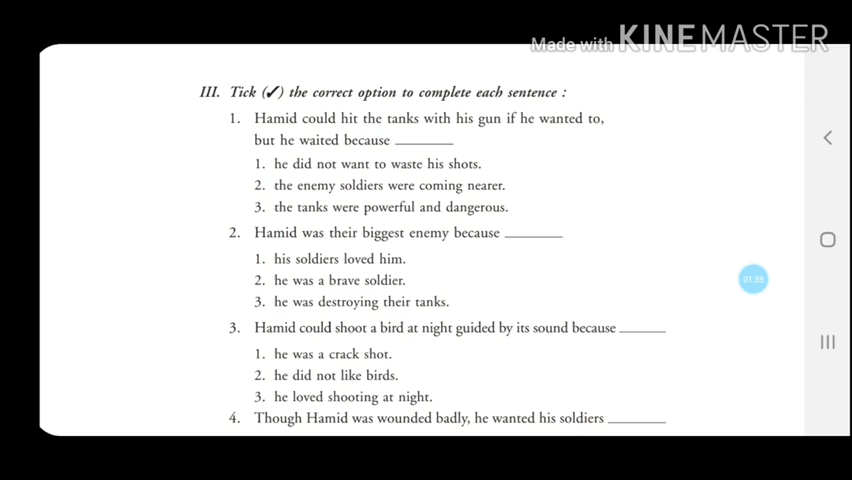 Made with KINEMASTER
III. Tick (✓) the correct option to complete each sentence :
1. Hamid could hit the tanks with his gun if he wanted to,
but he waited because ______
1. he did not want to waste his shots.
2. the enemy soldiers were coming nearer.
3. the tanks were powerful and dangerous.
2. Hamid was their biggest enemy because ______
1. his soldiers loved him.
2. he was a brave soldier.
3. he was destroying their tanks.
01:35
3. Hamid could shoot a bird at night guided by its sound because ______
1. he was a crack shot.
2. he did not like birds.
3. he loved shooting at night.
4. Though Hamid was wounded badly, he wanted his soldiers ______